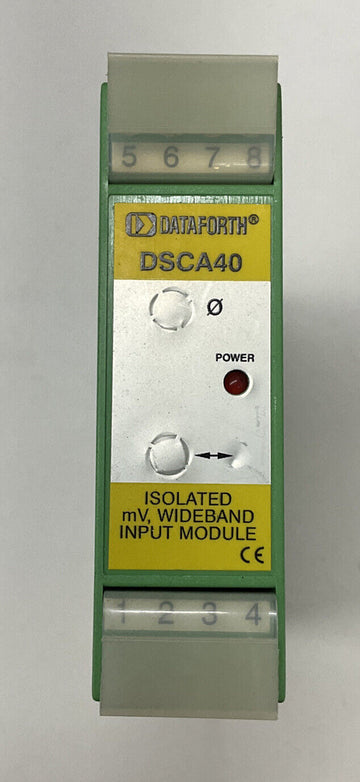 5 6 7 8
DATAFORTH®
DSCA40
Ø
POWER
ISOLATED
mV, WIDEBAND
INPUT MODULE
CE
1 2 3 4